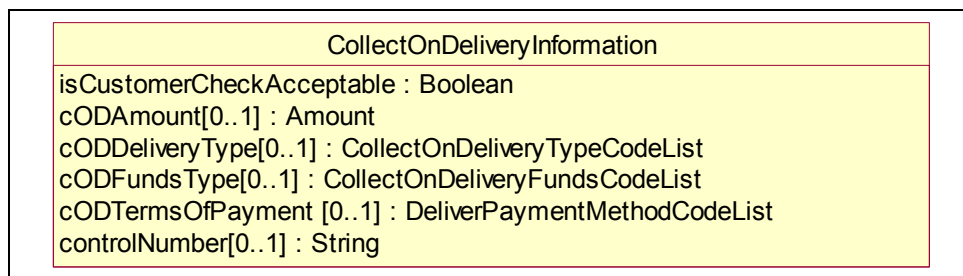 CollectOnDeliveryInformation
isCustomerCheckAcceptable : Boolean
cODAmount[0..1] : Amount
cODDeliveryType[0..1] : CollectOnDeliveryTypeCodeList
cODFundsType[0..1] : CollectOnDeliveryFundsCodeList
cODTermsOfPayment [0..1] : DeliverPaymentMethodCodeList
controlNumber[0..1] : String